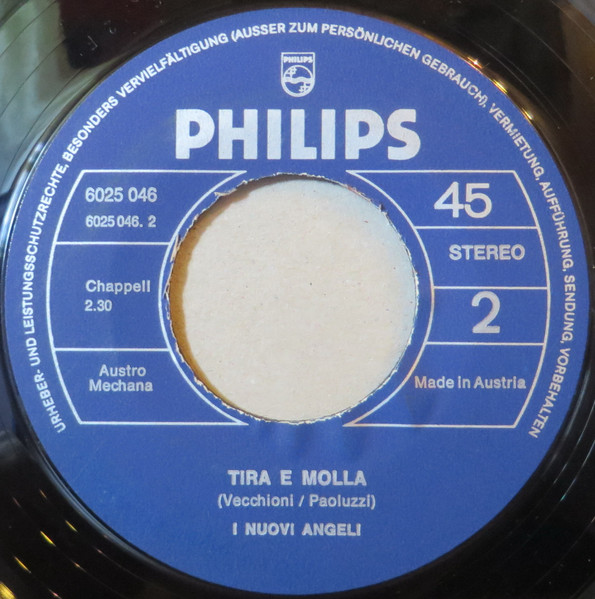 URHEBER- UND LEISTUNGSSCHUTZRECHTE, BESONDERS VERVIELFÄLTIGUNG (AUSSER ZUM PERSÖNLICHEN GEBRAUCH), VERMIETUNG, AUFFÜHRUNG, SENDUNG, VORBEHALTEN
PHILIPS
PHILIPS
6025 046
6025 046. 2
Chappell
2.30
Austro
Mechana
45
STEREO
2
Made in Austria
TIRA E MOLLA
(Vecchioni / Paoluzzi)
I NUOVI ANGELI